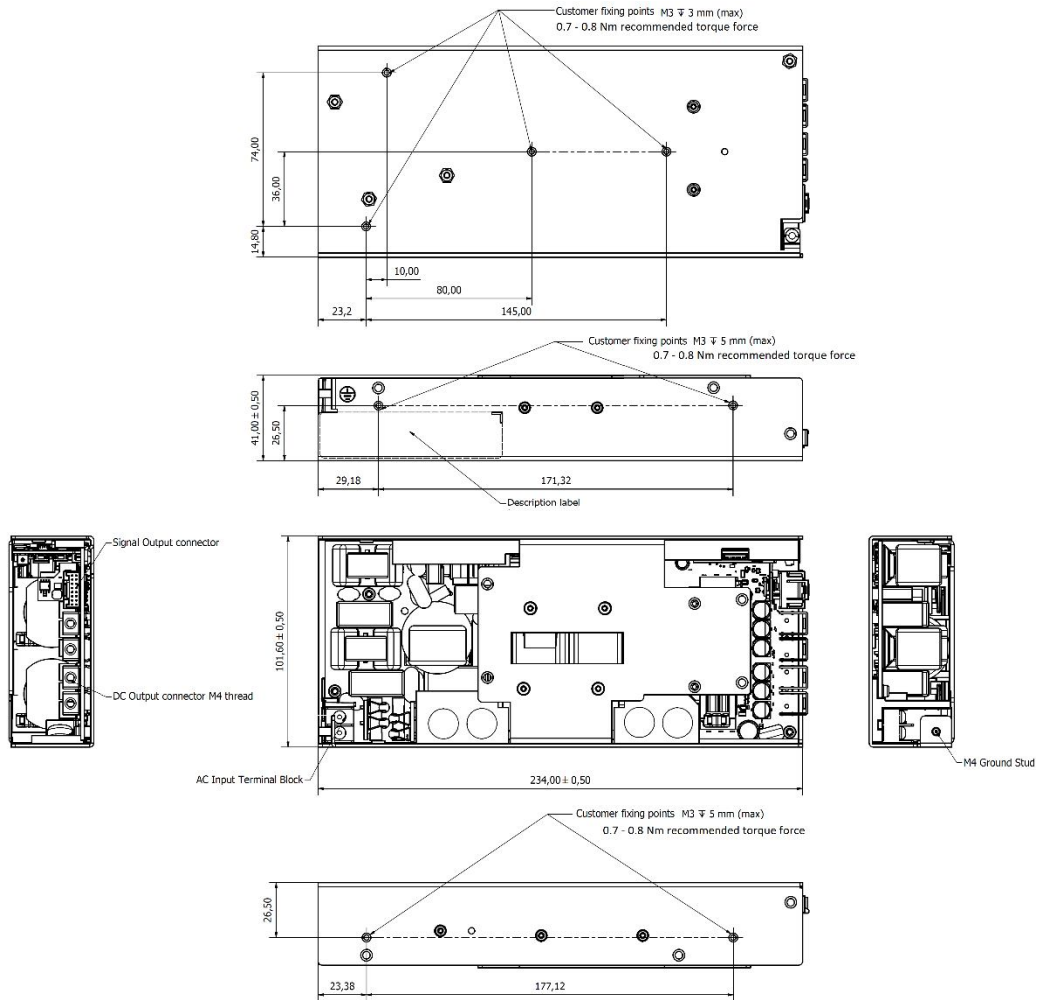 Customer fixing points M3 ↧ 3 mm (max)
0.7 - 0.8 Nm recommended torque force
74,00
36,00
14,80
10,00
80,00
23,2
145,00
Customer fixing points M3 ↧ 5 mm (max)
0.7 - 0.8 Nm recommended torque force
41,00 ± 0,50
26,50
29,18
171,32
Description label
Signal Output connector
DC Output connector M4 thread
101,60 ± 0,50
AC Input Terminal Block
234,00 ± 0,50
M4 Ground Stud
Customer fixing points M3 ↧ 5 mm (max)
0.7 - 0.8 Nm recommended torque force
26,50
23,38
177,12